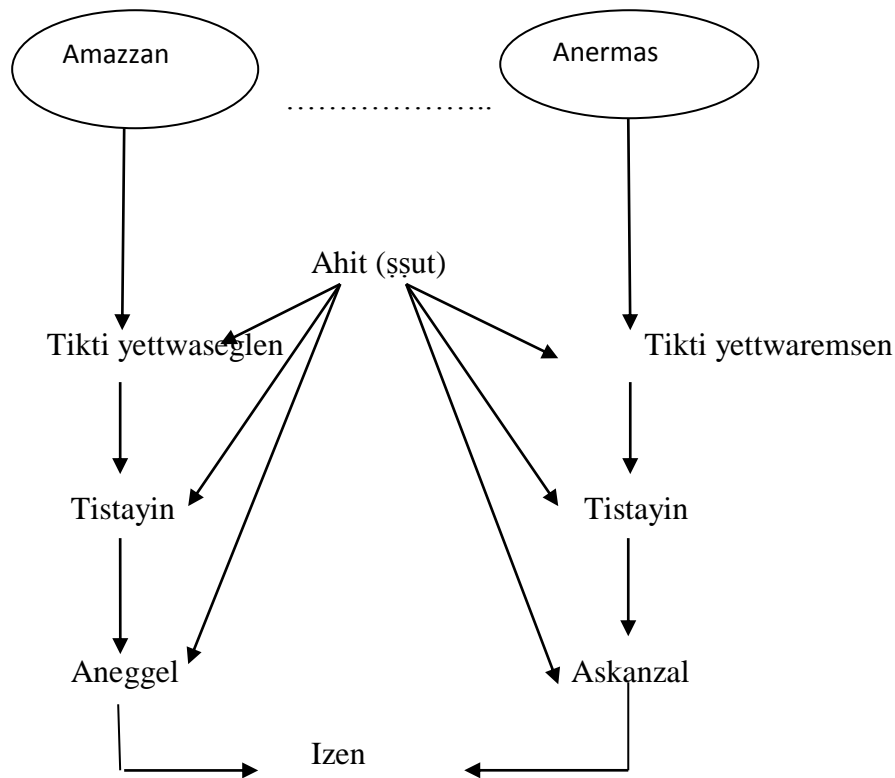 Amazzan
Anermas
……………….
Ahit (ṣṣut)
Tikti yettwaseglen
Tikti yettwaremsen
Tistayin
Tistayin
Aneggel
Askanzal
Izen